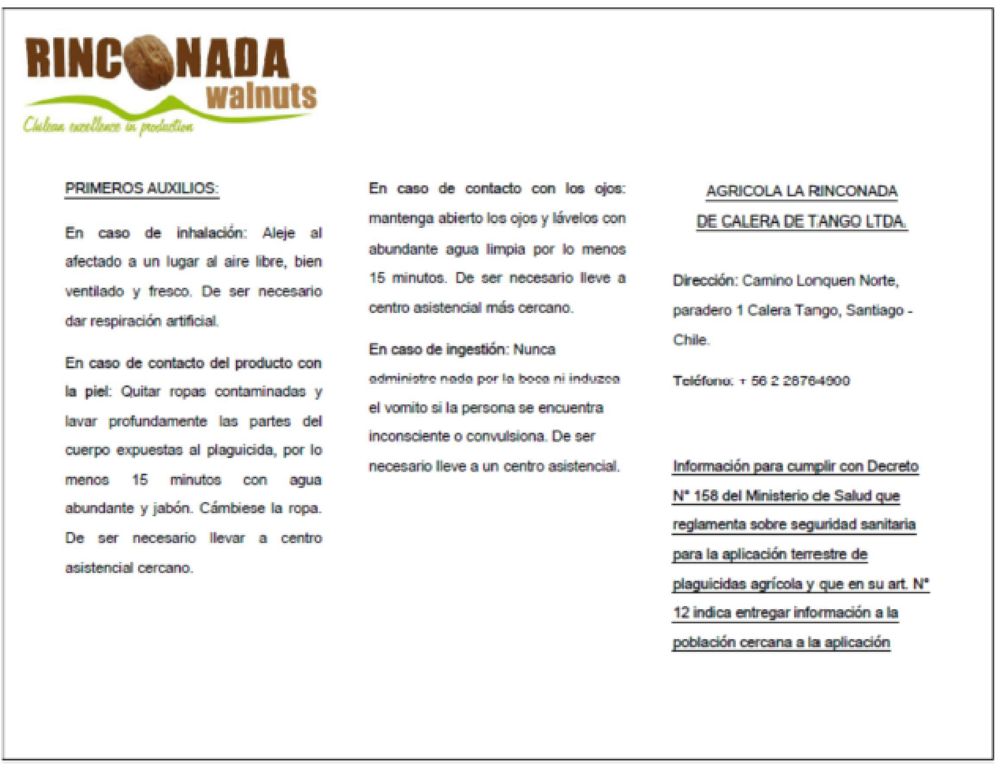 RINCONADA
walnuts
Chilean excellence in production
PRIMEROS AUXILIOS:
En caso de inhalación: Aleje al
afectado a un lugar al aire libre, bien
ventilado y fresco. De ser necesario
dar respiración artificial.
En caso de contacto del producto con
la piel: Quitar ropas contaminadas y
lavar profundamente las partes del
cuerpo expuestas al plaguicida, por lo
menos 15 minutos con agua
abundante y jabón. Cámbiese la ropa.
De ser necesario llevar a centro
asistencial cercano.
En caso de contacto con los ojos:
mantenga abierto los ojos y lávelos con
abundante agua limpia por lo menos
15 minutos. De ser necesario lleve a
centro asistencial más cercano.
En caso de ingestión: Nunca
administre nada por la boca ni induzca
el vomito si la persona se encuentra
inconsciente o convulsiona. De ser
necesario lleve a un centro asistencial.
AGRICOLA LA RINCONADA
DE CALERA DE TANGO LTDA.
Dirección: Camino Lonquen Norte,
paradero 1 Calera Tango, Santiago -
Chile.
Teléfono: + 56 2 28764900
Información para cumplir con Decreto
N° 158 del Ministerio de Salud que
reglamenta sobre seguridad sanitaria
para la aplicación terrestre de
plaguicidas agrícola y que en su art. N°
12 indica entregar información a la
población cercana a la aplicación